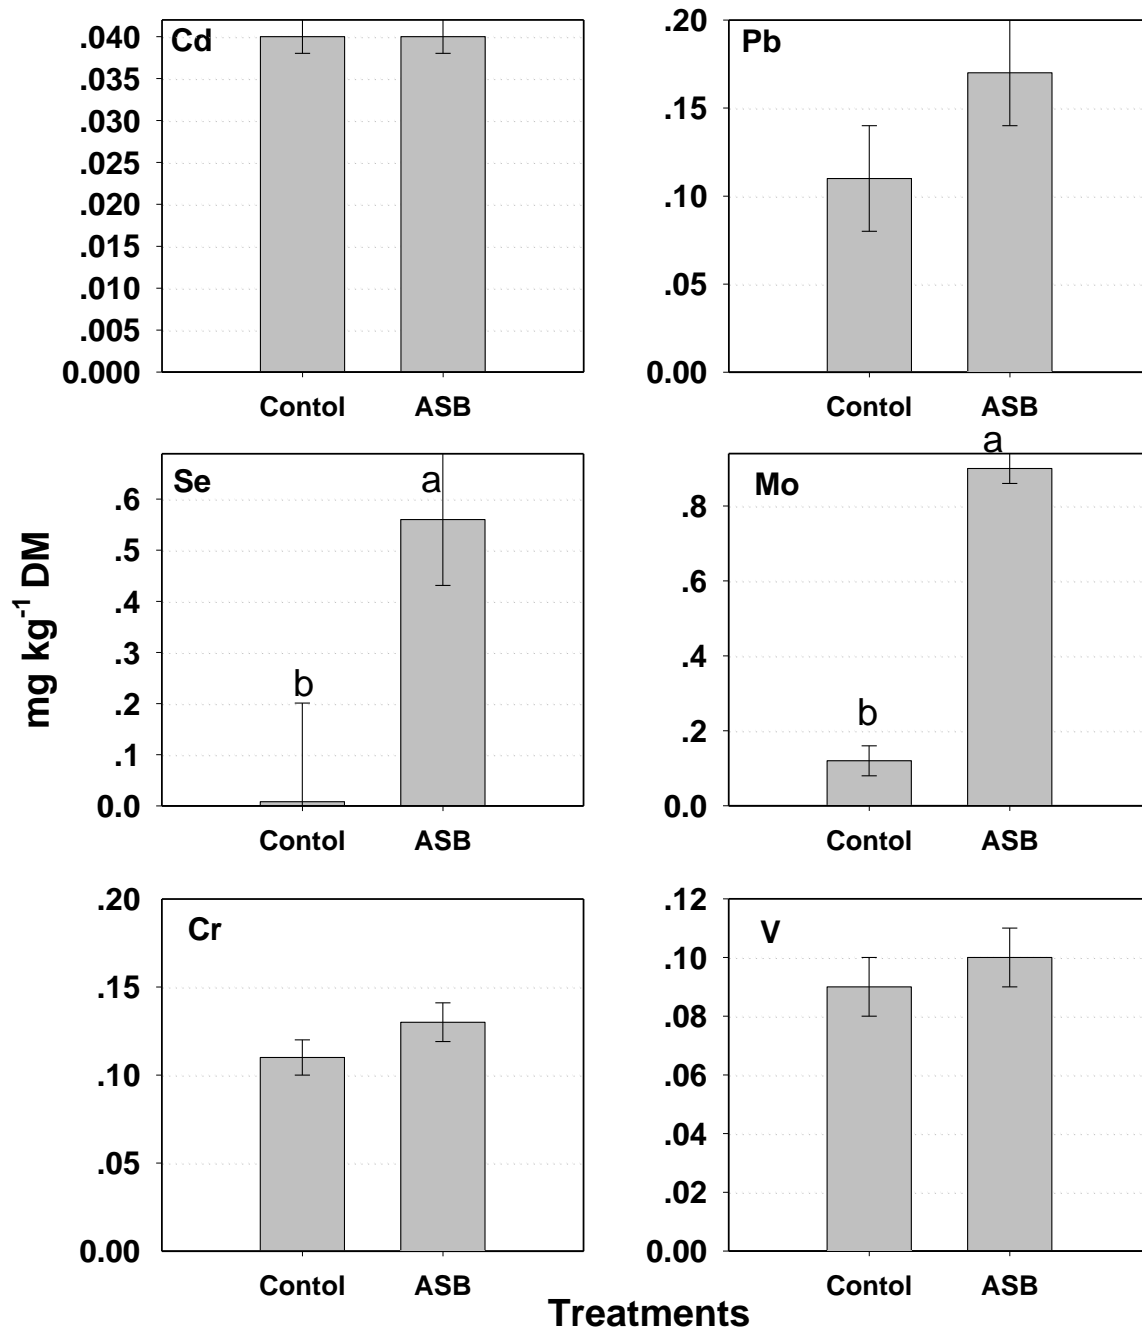 Cd
.040
.035
.030
.025
.020
.015
.010
.005
0.000
Contol ASB
Pb
.20
.15
.10
.05
0.00
Contol ASB
mg kg-1 DM
Se
a
b
.6
.5
.4
.3
.2
.1
0.0
Contol ASB
Mo
a
b
.8
.6
.4
.2
0.0
Contol ASB
Cr
.20
.15
.10
.05
0.00
Contol ASB
V
.12
.10
.08
.06
.04
.02
0.00
Contol ASB
Treatments